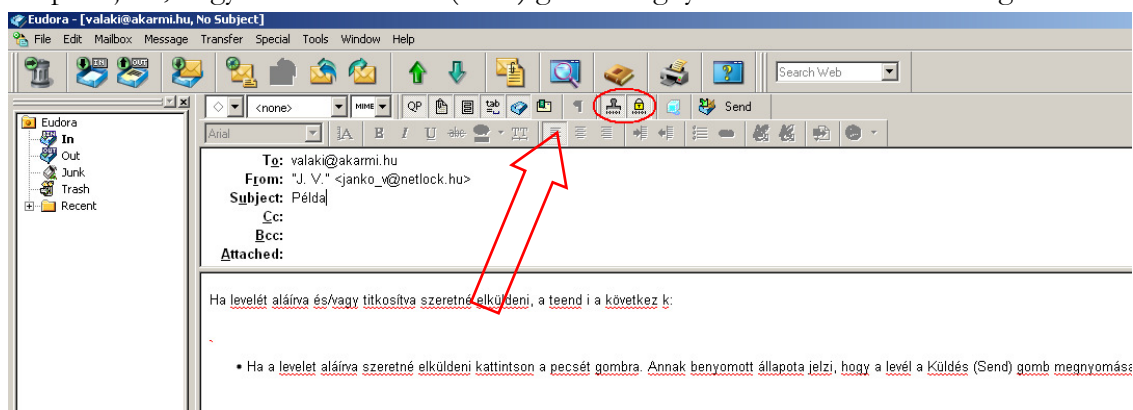 Eudora - [valaki@akarmi.hu, No Subject]
File Edit Mailbox Message Transfer Special Tools Window Help
Search Web
<none> MIME QP Send
Eudora
In
Out
Junk
Trash
Recent
Arial A B I U abc TT
To: valaki@akarmi.hu
From: "J. V." <janko_v@netlock.hu>
Subject: Példa
Cc:
Bcc:
Attached:
Ha levelét aláírva és/vagy titkosítva szeretné elküldeni, a teend i a következ k:
• Ha a levelet aláírva szeretné elküldeni kattintson a pecsét gombra. Annak benyomott állapota jelzi, hogy a levél a Küldés (Send) gomb megnyomása